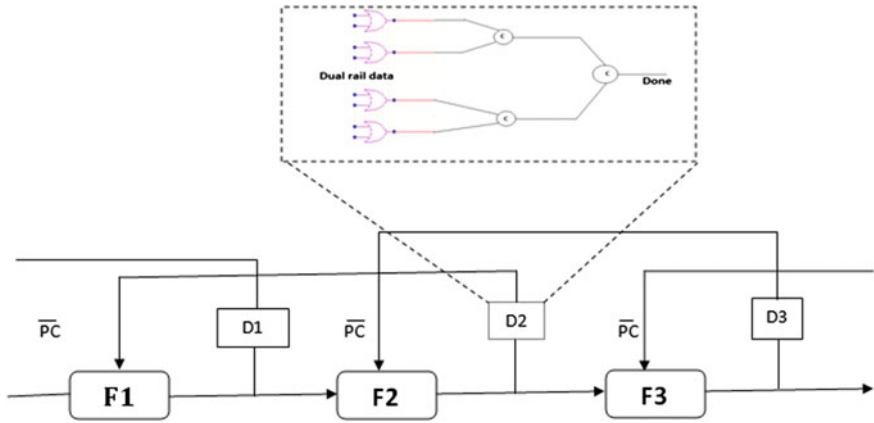 C
C
Dual rail data
Done
C
PC
D1
PC
D2
PC
D3
F1
F2
F3